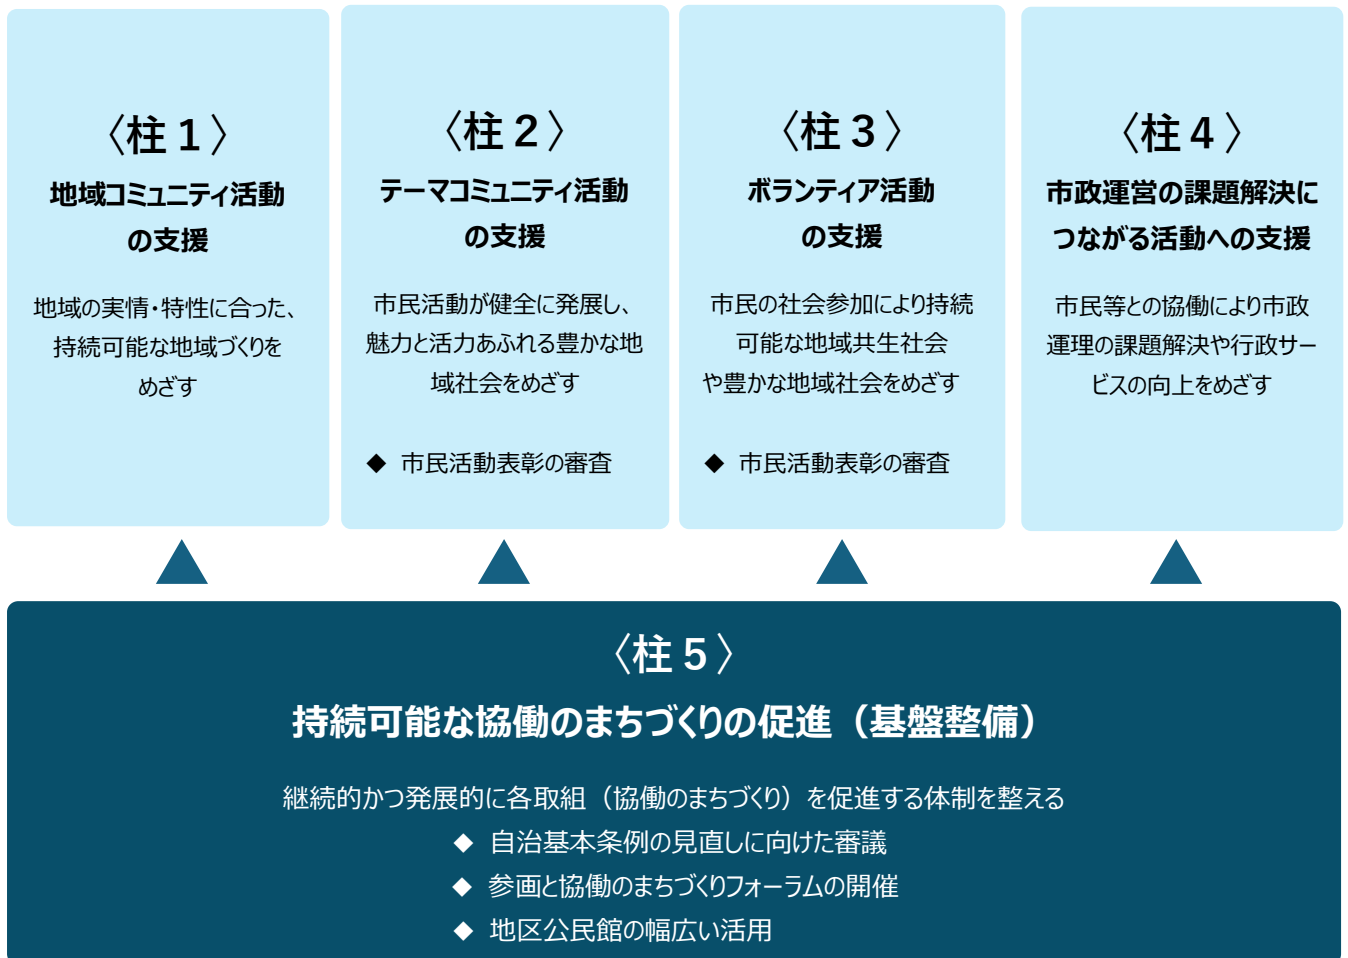 〈柱１〉
地域コミュニティ活動
の支援
地域の実情・特性に合った、
持続可能な地域づくりを
めざす
〈柱２〉
テーマコミュニティ活動
の支援
市民活動が健全に発展し、
魅力と活力あふれる豊かな地
域社会をめざす
◆ 市民活動表彰の審査
〈柱３〉
ボランティア活動
の支援
市民の社会参加により持続
可能な地域共生社会
や豊かな地域社会をめざす
◆ 市民活動表彰の審査
〈柱４〉
市政運営の課題解決に
つながる活動への支援
市民等との協働により市政
運理の課題解決や行政サー
ビスの向上をめざす
〈柱５〉
持続可能な協働のまちづくりの促進（基盤整備）
継続的かつ発展的に各取組（協働のまちづくり）を促進する体制を整える
◆ 自治基本条例の見直しに向けた審議
◆ 参画と協働のまちづくりフォーラムの開催
◆ 地区公民館の幅広い活用